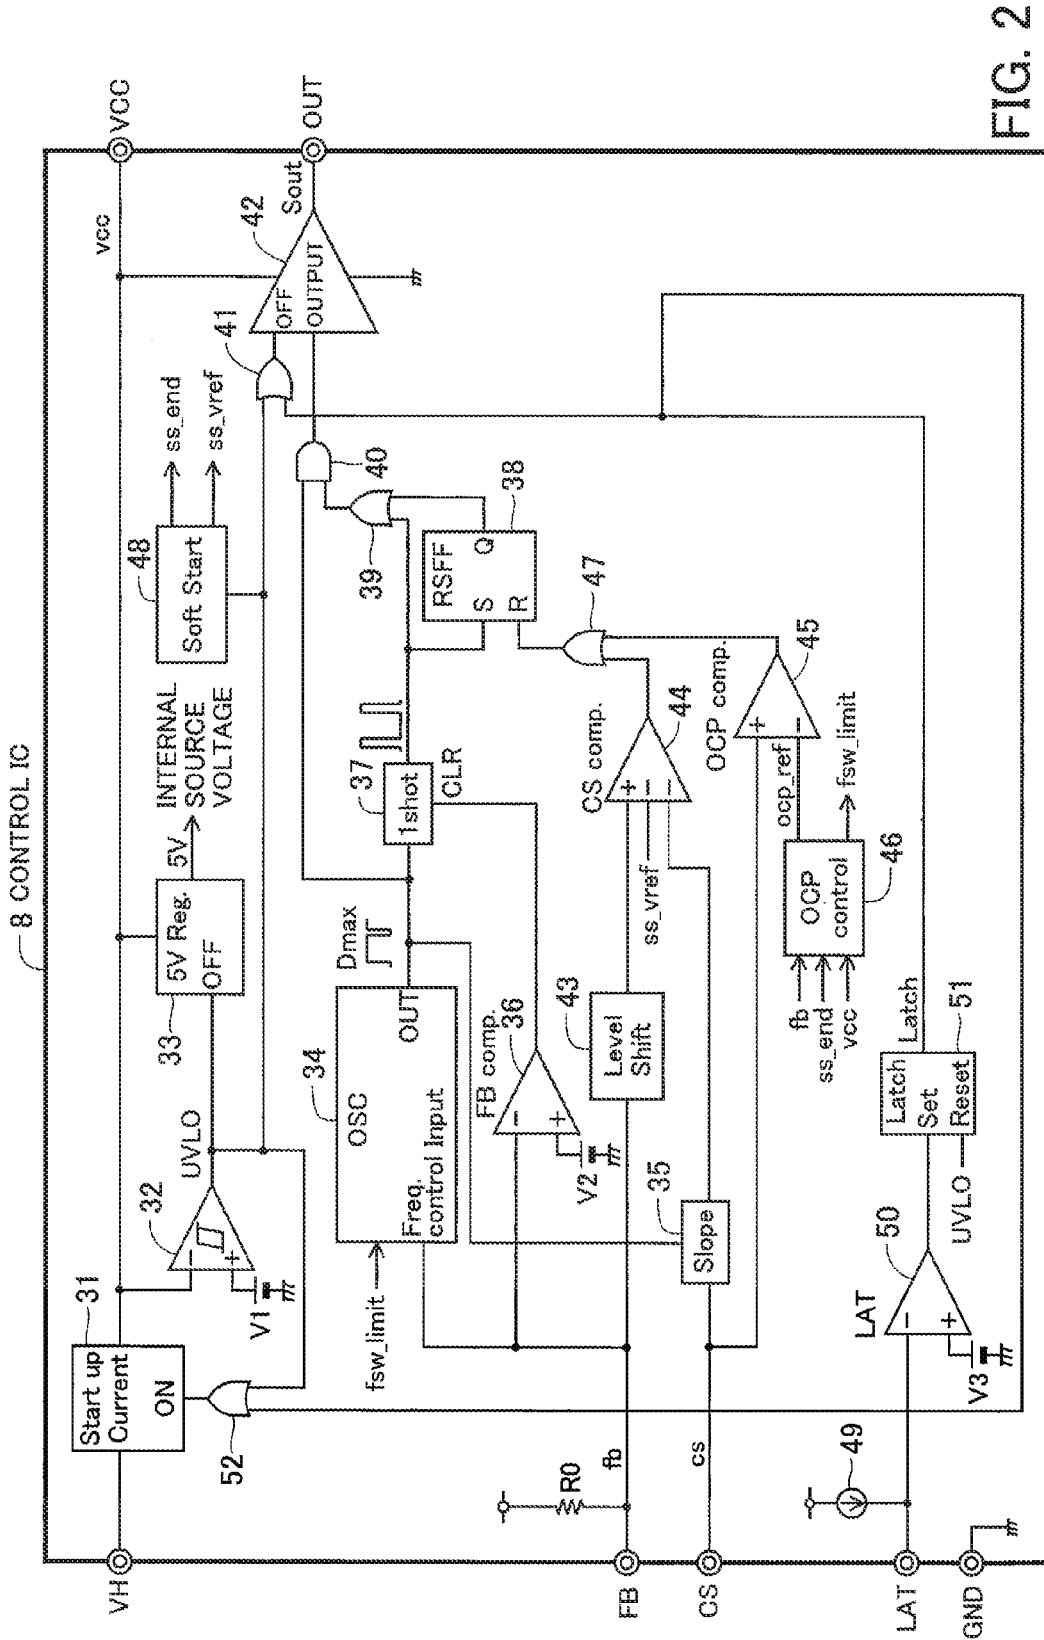 8 CONTROL IC
VH
VCC
vcc
Start up
Current
ON
31
52
32
UVLO
V1
33
5V Reg.
OFF
5V
INTERNAL
SOURCE
VOLTAGE
48
Soft Start
ss_end
ss_vref
41
42
OFF
OUTPUT
Sout
OUT
40
39
34
OSC
OUT
Freq.
control Input
fsw_limit
Dmax
37
1shot
CLR
38
RSFF
S
Q
R
FB comp.
36
−
+
V2
R0
FB
fb
43
Level
Shift
CS comp.
44
+
−
−
ss_vref
47
CS
cs
35
Slope
OCP comp.
45
+
−
ocp_ref
fsw_limit
OCP
control
46
fb
ss_end
vcc
49
LAT
LAT
50
−
+
V3
Latch
Set
Reset
51
Latch
UVLO
GND
FIG. 2
−
+